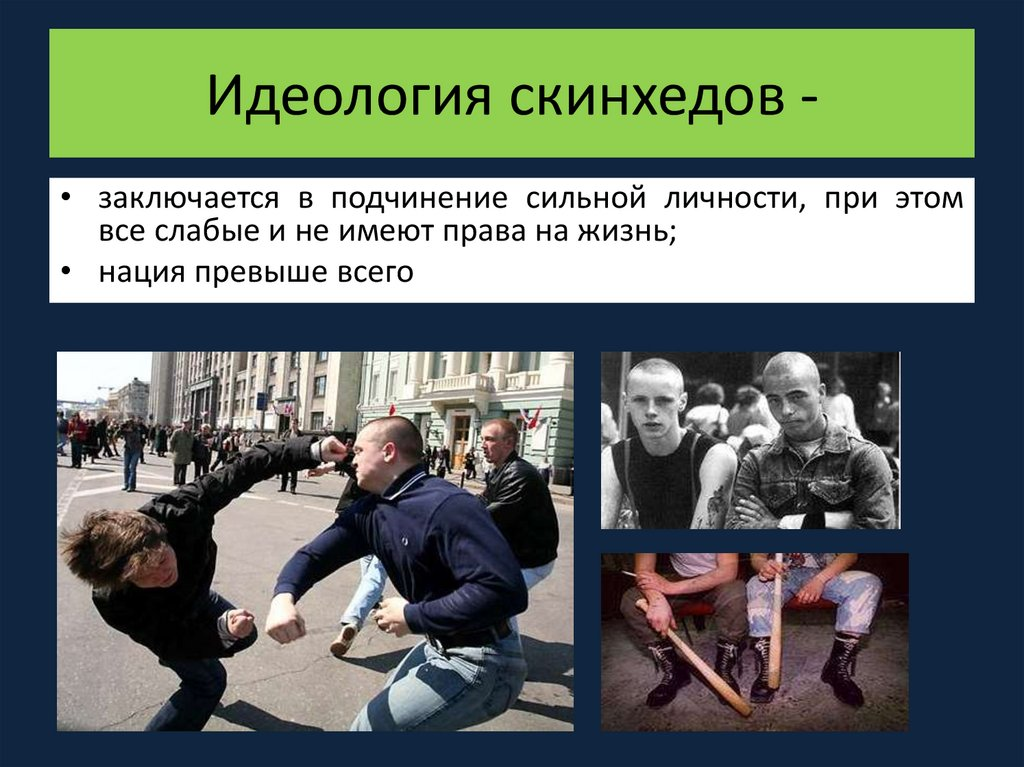 Идеология скинхедов -
• заключается в подчинение сильной личности, при этом
все слабые и не имеют права на жизнь;
• нация превыше всего